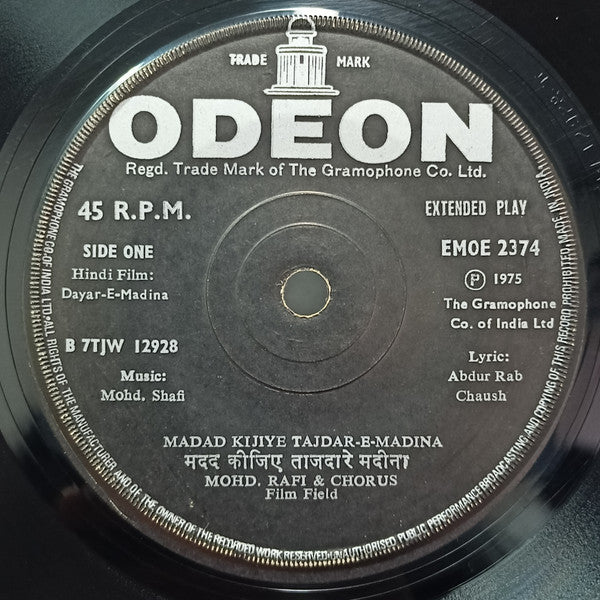 TRADE MARK
ODEON
Regd. Trade Mark of The Gramophone Co. Ltd.
45 R.P.M.
EXTENDED PLAY
SIDE ONE
EMOE 2374
Hindi Film:
Dayar-E-Madina
Ⓟ 1975
The Gramophone
Co. of India Ltd
B 7TJW 12928
Music:
Mohd. Shafi
Lyric:
Abdur Rab
Chaush
MADAD KIJIYE TAJDAR-E-MADINA
मदद कीजिए ताजदारे मदीना
MOHD. RAFI & CHORUS
Film Field
THE GRAMOPHONE CO. OF INDIA LTD. ALL RIGHTS OF THE MANUFACTURER AND OF THE OWNER OF THE RECORDED WORK RESERVED. UNAUTHORISED PUBLIC PERFORMANCE BROADCASTING AND COPYING OF THIS RECORD PROHIBITED. MADE IN INDIA